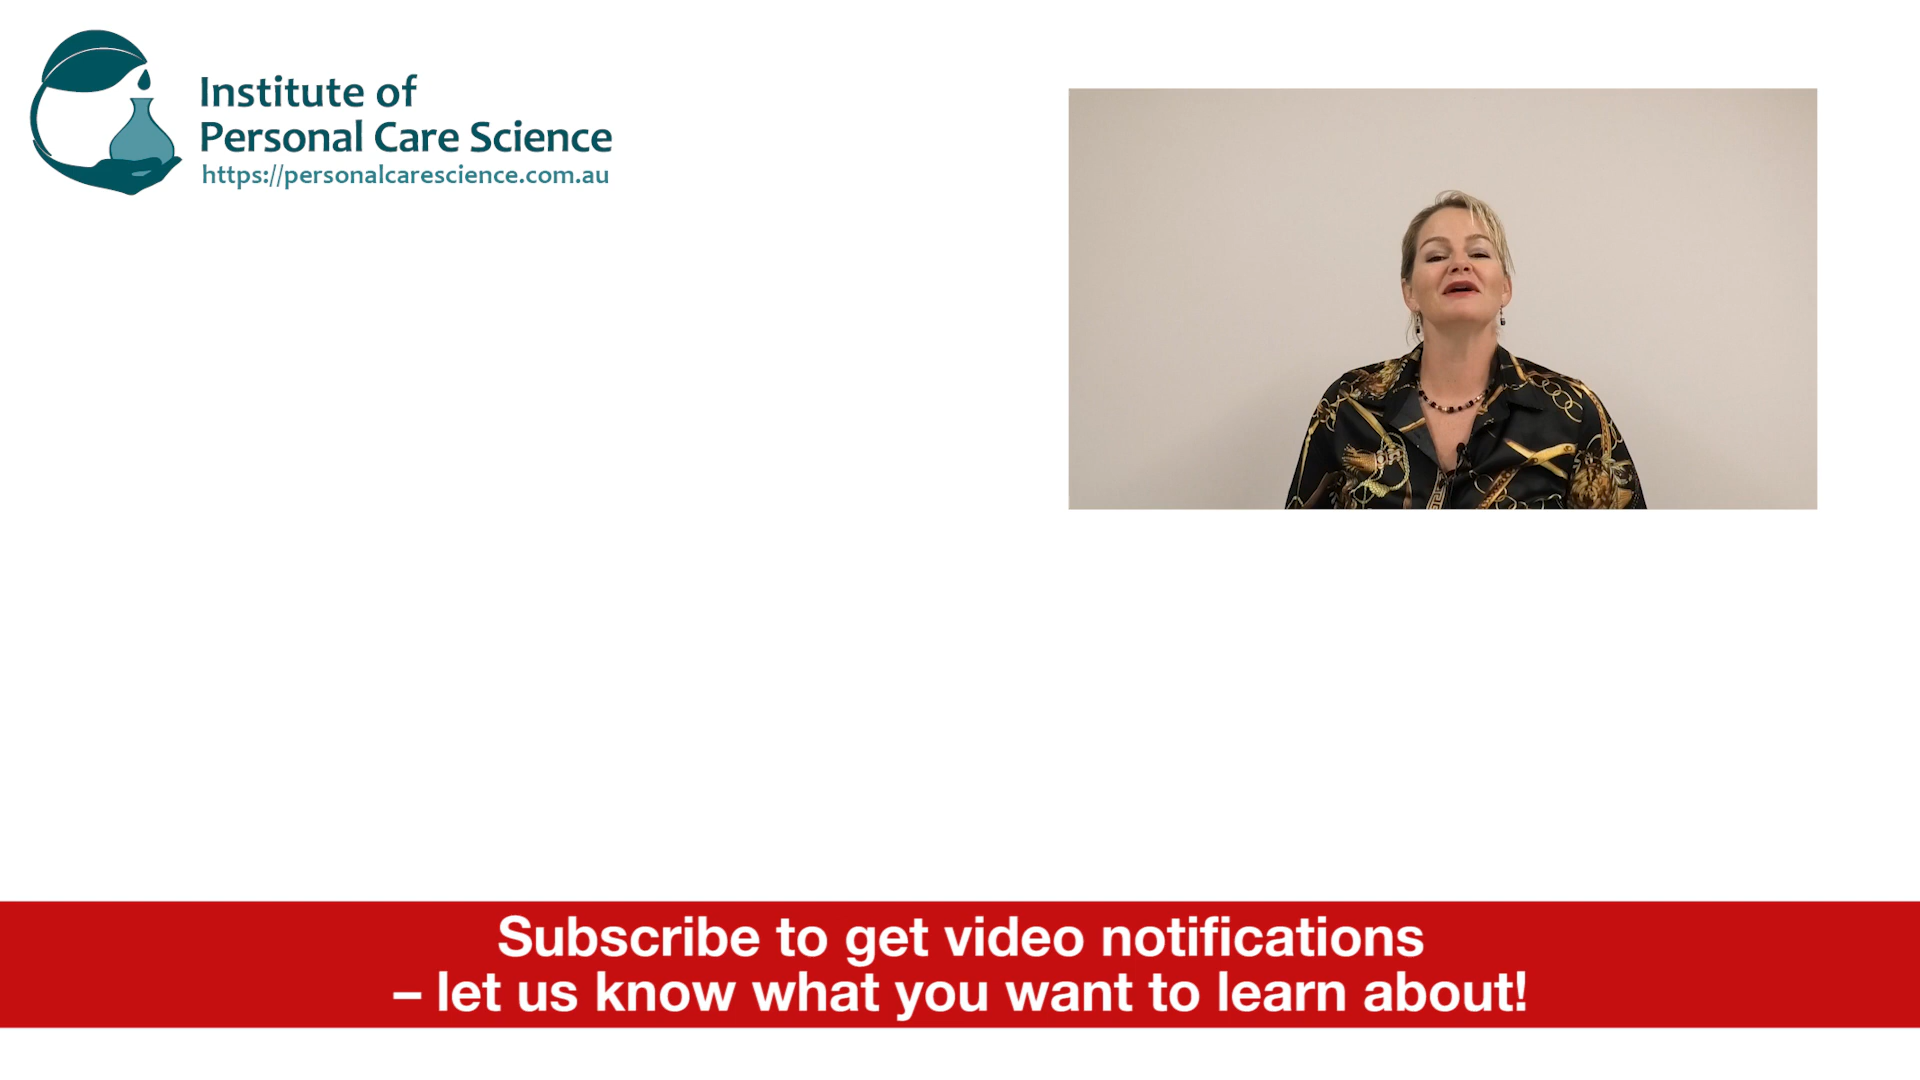 Institute of
Personal Care Science
https://personalcarescience.com.au
Subscribe to get video notifications
– let us know what you want to learn about!